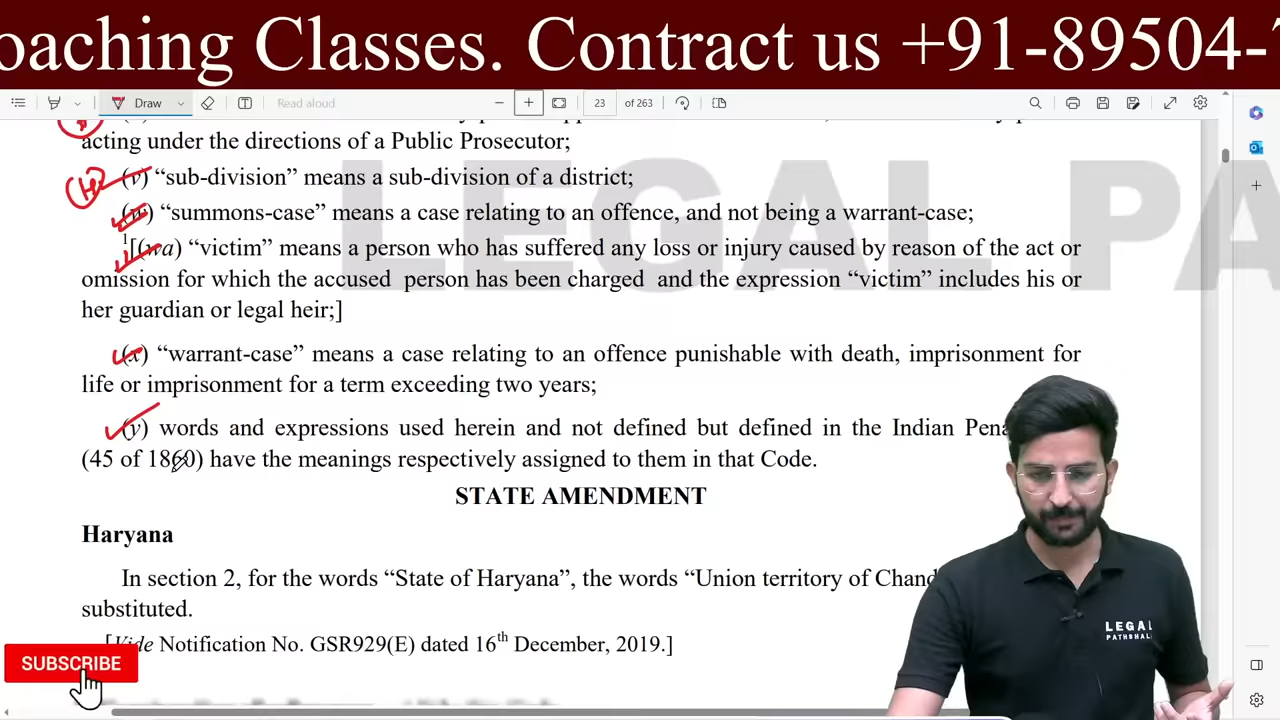 oaching Classes. Contract us +91-89504-
Draw
Read aloud
23 of 263
acting under the directions of a Public Prosecutor;
(v) “sub-division” means a sub-division of a district;
(w) “summons-case” means a case relating to an offence, and not being a warrant-case;
1[(wa) “victim” means a person who has suffered any loss or injury caused by reason of the act or
omission for which the accused person has been charged and the expression “victim” includes his or
her guardian or legal heir;]
(x) “warrant-case” means a case relating to an offence punishable with death, imprisonment for
life or imprisonment for a term exceeding two years;
(y) words and expressions used herein and not defined but defined in the Indian Pena
(45 of 1860) have the meanings respectively assigned to them in that Code.
STATE AMENDMENT
Haryana
In section 2, for the words “State of Haryana”, the words “Union territory of Chand
substituted.
[Vide Notification No. GSR929(E) dated 16th December, 2019.]
LEGAL PA
LEGAL
PATHSHALA
SUBSCRIBE